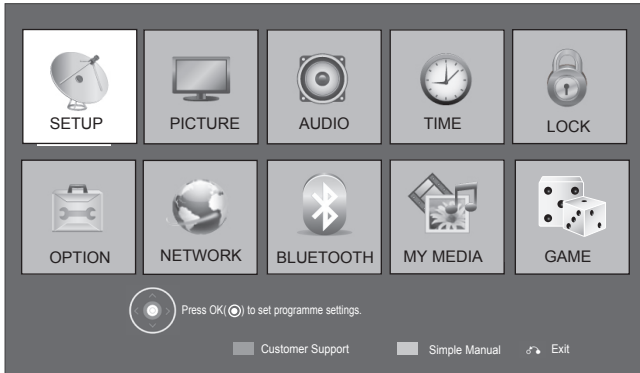 SETUP PICTURE AUDIO TIME LOCK
OPTION NETWORK BLUETOOTH MY MEDIA GAME
Press OK(◉) to set programme settings.
Customer Support Simple Manual Exit